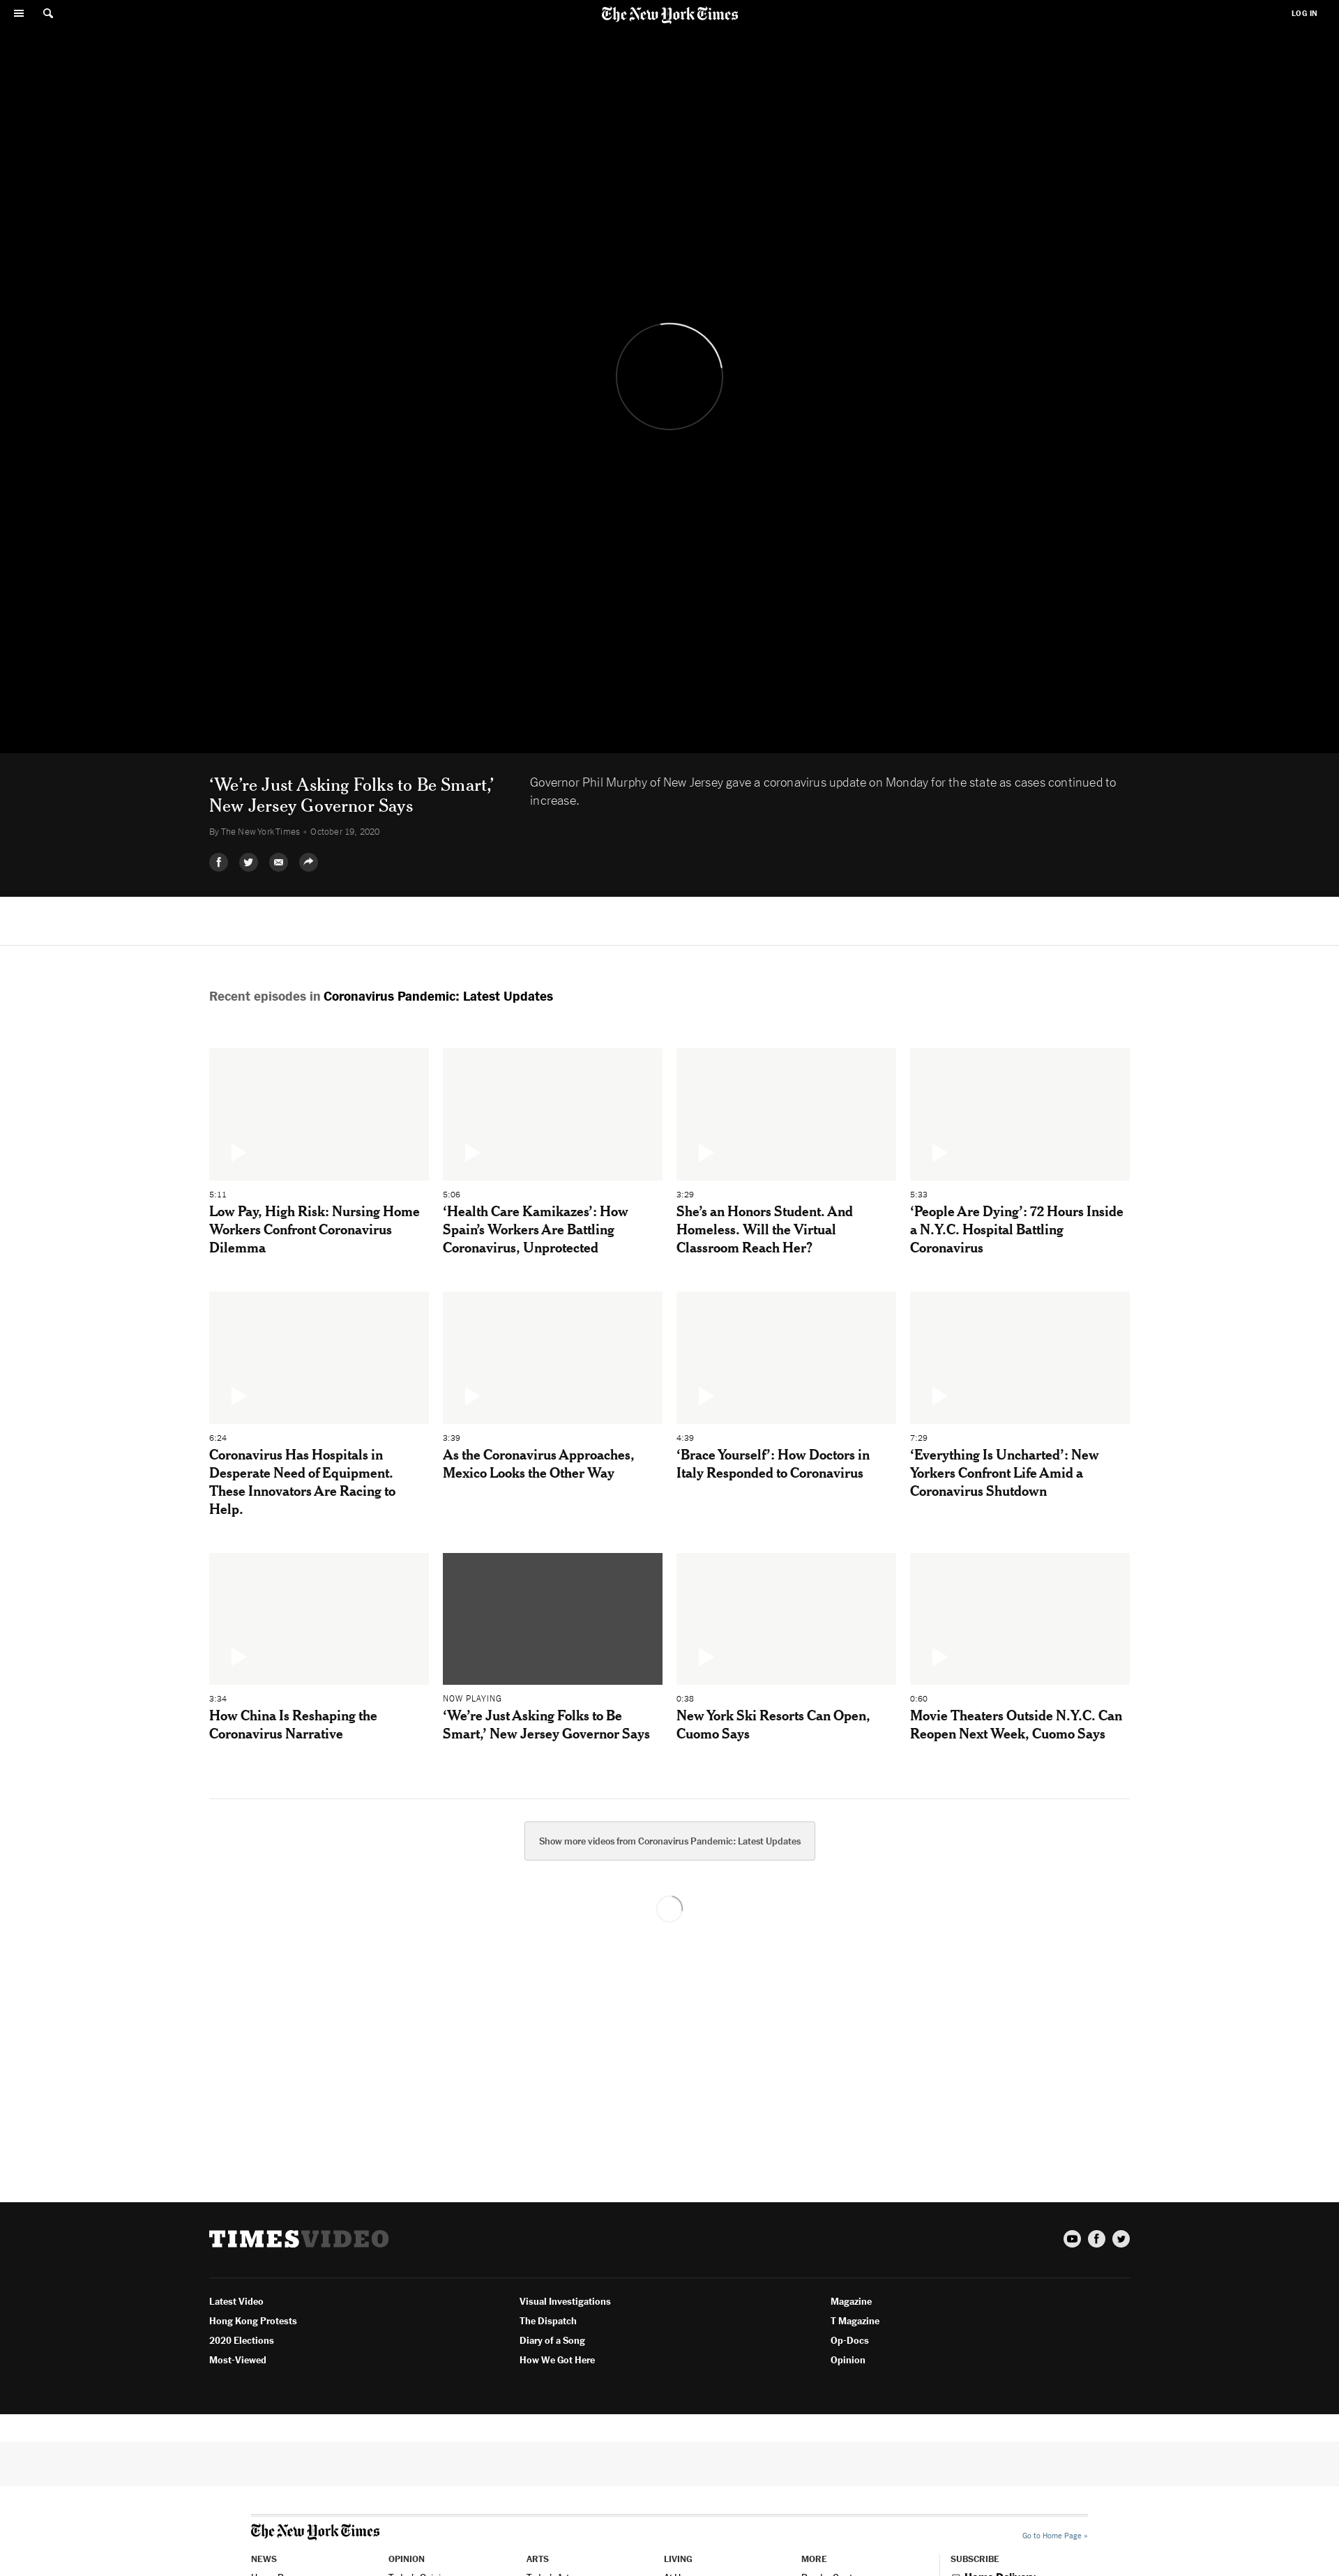 The New York Times
LOG IN
‘We’re Just Asking Folks to Be Smart,’
New Jersey Governor Says
By The New York Times • October 19, 2020
Governor Phil Murphy of New Jersey gave a coronavirus update on Monday for the state as cases continued to
increase.
Recent episodes in Coronavirus Pandemic: Latest Updates
5:11
Low Pay, High Risk: Nursing Home
Workers Confront Coronavirus
Dilemma
5:06
‘Health Care Kamikazes’: How
Spain’s Workers Are Battling
Coronavirus, Unprotected
3:29
She’s an Honors Student. And
Homeless. Will the Virtual
Classroom Reach Her?
5:33
‘People Are Dying’: 72 Hours Inside
a N.Y.C. Hospital Battling
Coronavirus
6:24
Coronavirus Has Hospitals in
Desperate Need of Equipment.
These Innovators Are Racing to
Help.
3:39
As the Coronavirus Approaches,
Mexico Looks the Other Way
4:39
‘Brace Yourself’: How Doctors in
Italy Responded to Coronavirus
7:29
‘Everything Is Uncharted’: New
Yorkers Confront Life Amid a
Coronavirus Shutdown
3:34
How China Is Reshaping the
Coronavirus Narrative
NOW PLAYING
‘We’re Just Asking Folks to Be
Smart,’ New Jersey Governor Says
0:38
New York Ski Resorts Can Open,
Cuomo Says
0:60
Movie Theaters Outside N.Y.C. Can
Reopen Next Week, Cuomo Says
Show more videos from Coronavirus Pandemic: Latest Updates
TIMESVIDEO
Latest Video
Hong Kong Protests
2020 Elections
Most-Viewed
Visual Investigations
The Dispatch
Diary of a Song
How We Got Here
Magazine
T Magazine
Op-Docs
Opinion
The New York Times
Go to Home Page »
NEWS
OPINION
ARTS
LIVING
MORE
SUBSCRIBE